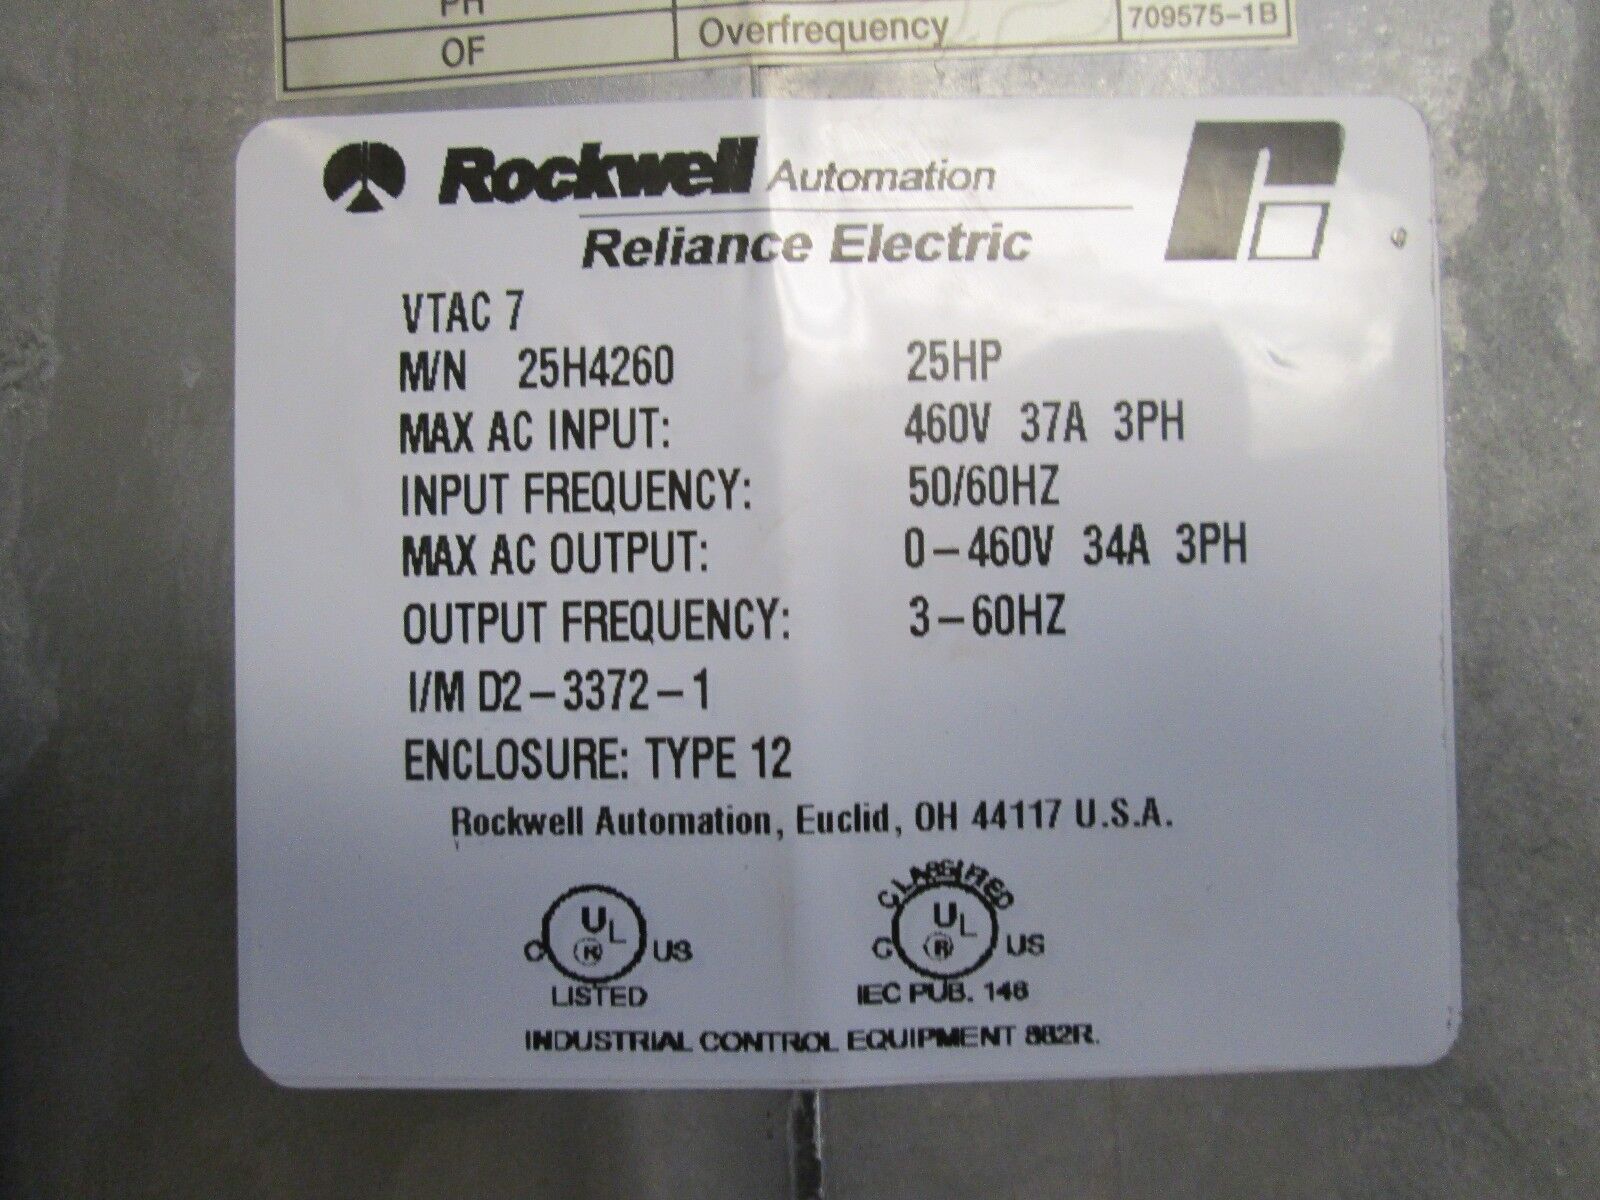 PH
OF Overfrequency 709575-1B
Rockwell Automation
Reliance Electric
VTAC 7
M/N 25H4260 25HP
MAX AC INPUT: 460V 37A 3PH
INPUT FREQUENCY: 50/60HZ
MAX AC OUTPUT: 0-460V 34A 3PH
OUTPUT FREQUENCY: 3-60HZ
I/M D2-3372-1
ENCLOSURE: TYPE 12
Rockwell Automation, Euclid, OH 44117 U.S.A.
CLASSIFIED
C UL ® US C UL ® US
LISTED IEC PUB. 146
INDUSTRIAL CONTROL EQUIPMENT 882R.